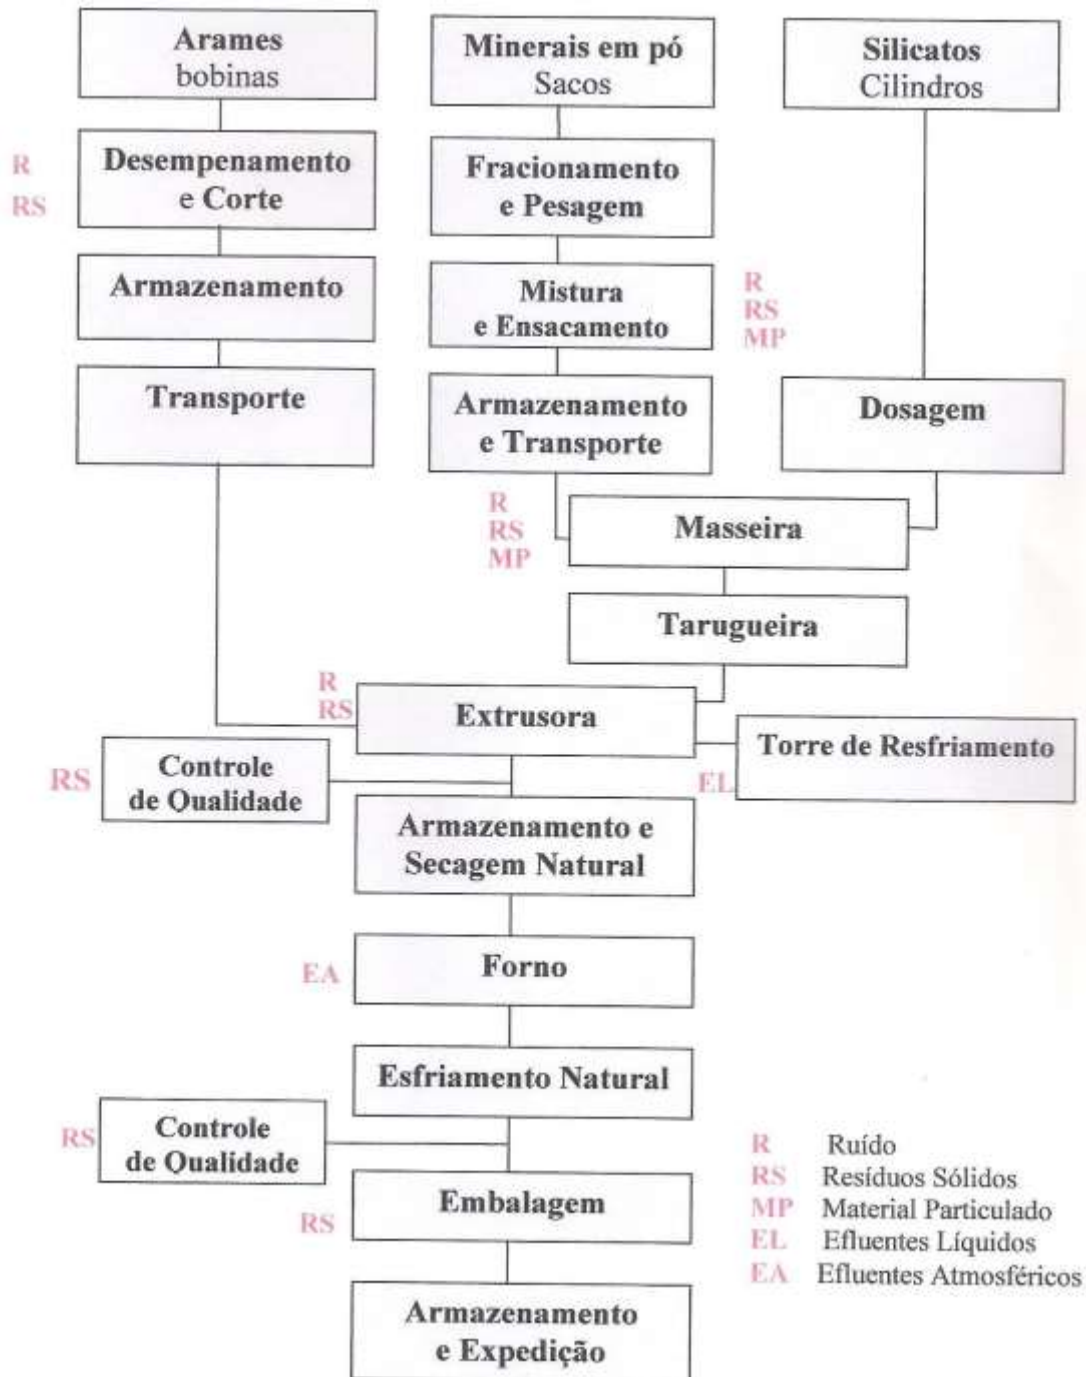 Arames
bobinas
Minerais em pó
Sacos
Silicatos
Cilindros
R
RS
Desempenamento
e Corte
Fracionamento
e Pesagem
Armazenamento
Mistura
e Ensacamento
R
RS
MP
Transporte
Armazenamento
e Transporte
Dosagem
R
RS
MP
Masseira
Tarugueira
R
RS
Extrusora
Torre de Resfriamento
EL
RS
Controle
de Qualidade
Armazenamento e
Secagem Natural
EA
Forno
Esfriamento Natural
RS
Controle
de Qualidade
RS
Embalagem
Armazenamento
e Expedição
R Ruído
RS Resíduos Sólidos
MP Material Particulado
EL Efluentes Líquidos
EA Efluentes Atmosféricos